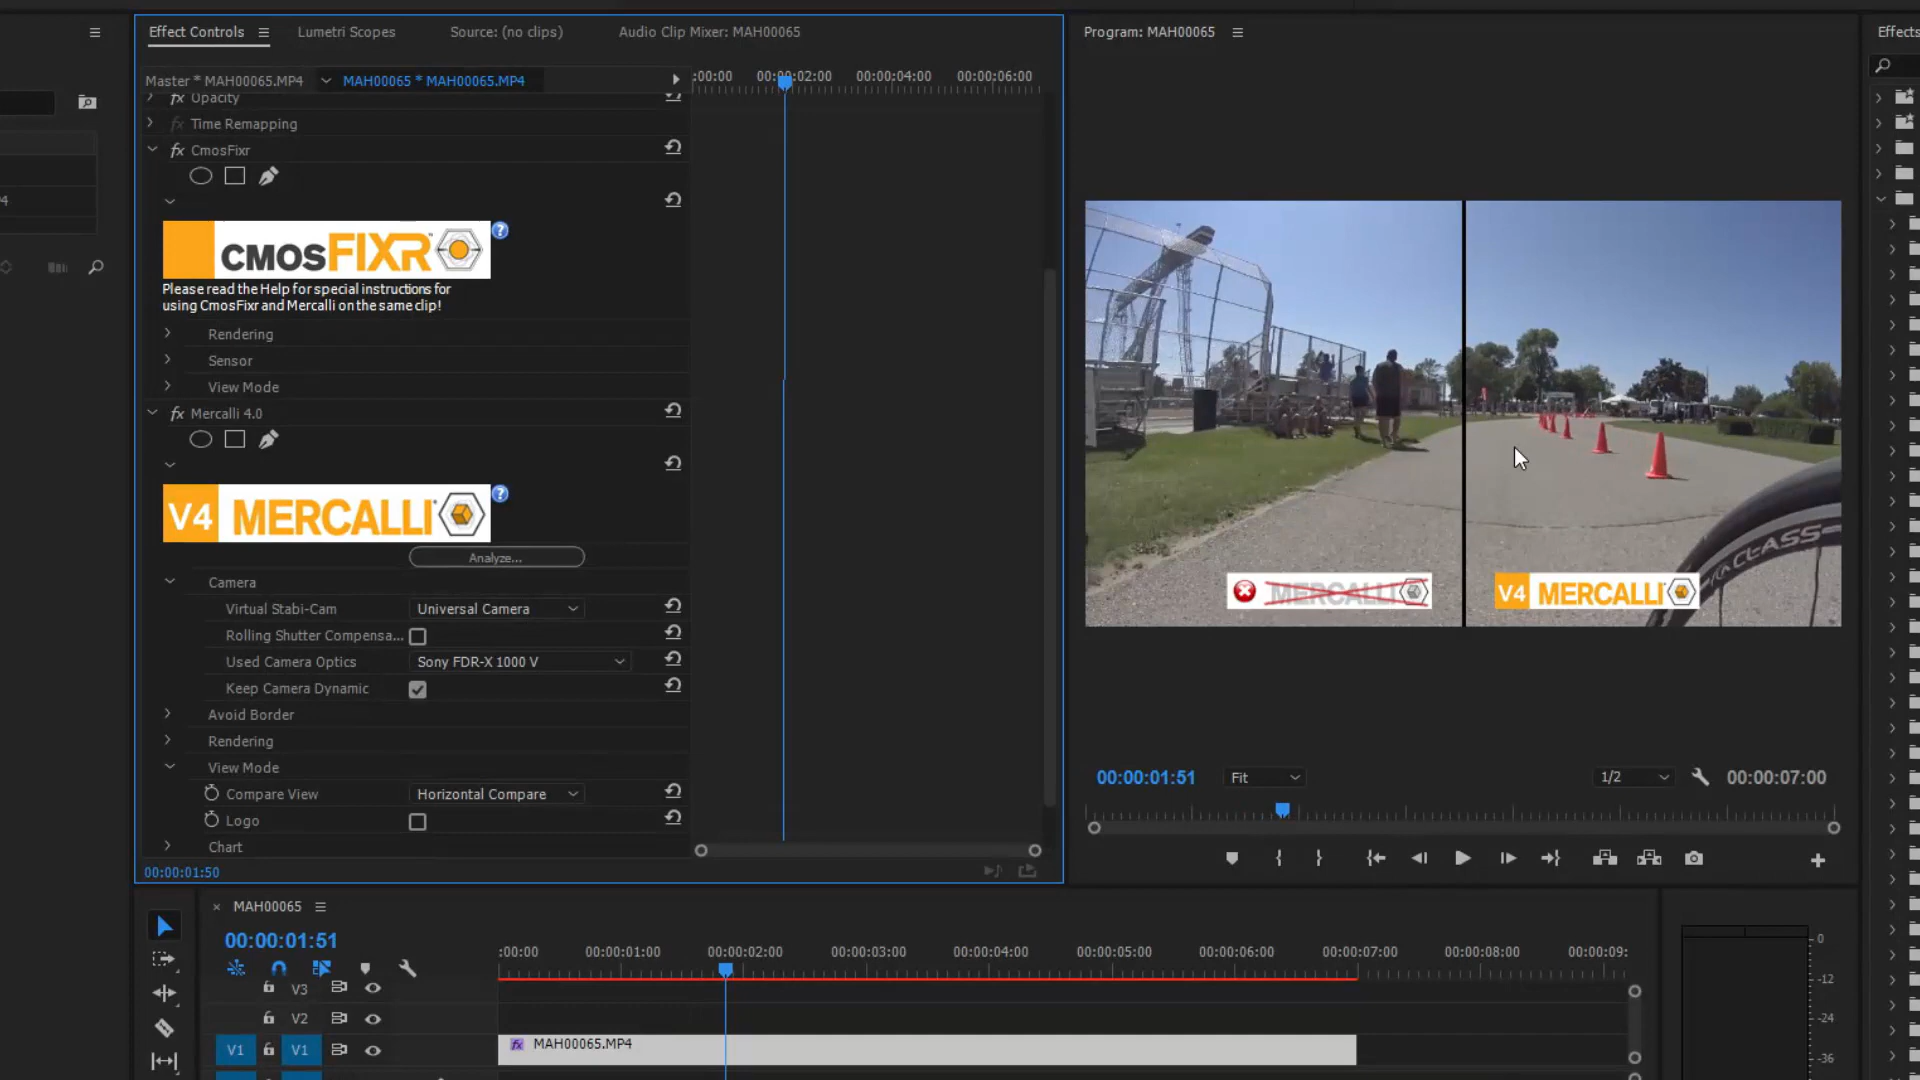 Effect Controls
Lumetri Scopes
Source: (no clips)
Audio Clip Mixer: MAH00065
Program: MAH00065
Effects
Master * MAH00065.MP4
MAH00065 * MAH00065.MP4
:00:00
00:00:02:00
00:00:04:00
00:00:06:00
fx Opacity
fx Time Remapping
fx CmosFixr
CMOSFIXR
Please read the Help for special instructions for
using CmosFixr and Mercalli on the same clip!
Rendering
Sensor
View Mode
fx Mercalli 4.0
V4 MERCALLI
Analyze...
Camera
Virtual Stabi-Cam
Universal Camera
Rolling Shutter Compensa...
Used Camera Optics
Sony FDR-X 1000 V
Keep Camera Dynamic
Avoid Border
Rendering
View Mode
Compare View
Horizontal Compare
Logo
Chart
00:00:01:50
MERCALLI
V4 MERCALLI
CLASS
00:00:01:51
Fit
1/2
00:00:07:00
MAH00065
00:00:01:51
:00:00
00:00:01:00
00:00:02:00
00:00:03:00
00:00:04:00
00:00:05:00
00:00:06:00
00:00:07:00
00:00:08:00
00:00:09:
V3
V2
V1
V1
fx MAH00065.MP4
0
-12
-24
-36